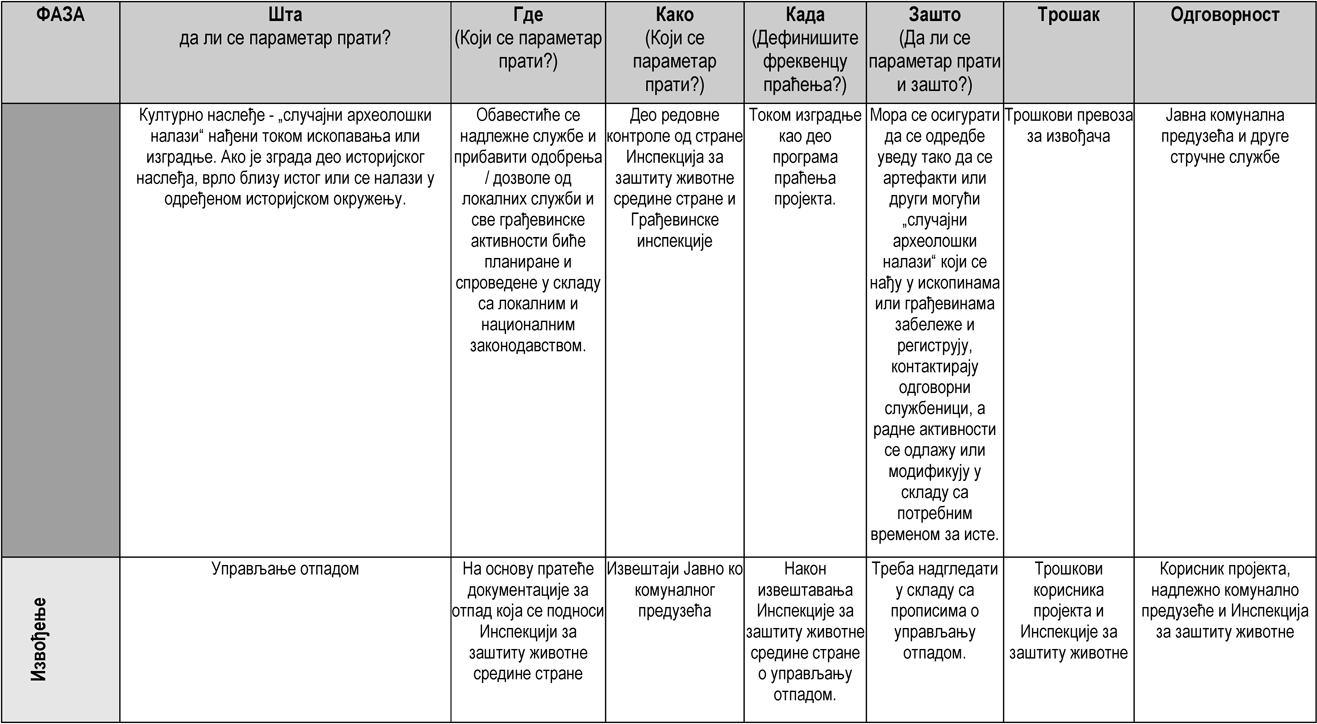 ФАЗА
Шта
да ли се параметар прати?
Где
(Који се параметар
прати?)
Како
(Који се
параметар
прати?)
Када
(Дефинишите
фреквенцу
праћења?)
Зашто
(Да ли се
параметар прати
и зашто?)
Трошак
Одговорност
Културно наслеђе - „случајни археолошки
налази“ нађени током ископавања или
изградње. Ако је зграда део историјског
наслеђа, врло близу истог или се налази у
одређеном историјском окружењу.
Обавестиће се
надлежне службе и
прибавити одобрења
/ дозволе од
локалних служби и
све грађевинске
активности биће
планиране и
спроведене у складу
са локалним и
националним
законодавством.
Део редовне
контроле од стране
Инспекција за
заштиту животне
средине стране и
Грађевинске
инспекције
Током изградње
као део
програма
праћења
пројекта.
Мора се осигурати
да се одредбе
уведу тако да се
артефакти или
други могући
„случајни
археолошки
налази“ који се
нађу у ископинама
или грађевинама
забележе и
региструју,
контактирају
одговорни
службеници, а
радне активности
се одлажу или
модификују у
складу са
потребним
временом за исте.
Трошкови превоза
за извођача
Јавна комунална
предузећа и друге
стручне службе
Извођење
Управљање отпадом
На основу пратеће
документације за
отпад која се подноси
Инспекцији за
заштиту животне
средине стране
Извештаји Јавно ко
комуналног
предузећа
Након
извештавања
Инспекције за
заштиту животне
средине стране
о управљању
отпадом.
Треба надгледати
у складу са
прописима о
управљању
отпадом.
Трошкови
корисника
пројекта и
Инспекције за
заштиту животне
Корисник пројекта,
надлежно комунално
предузеће и Инспекција
за заштиту животне